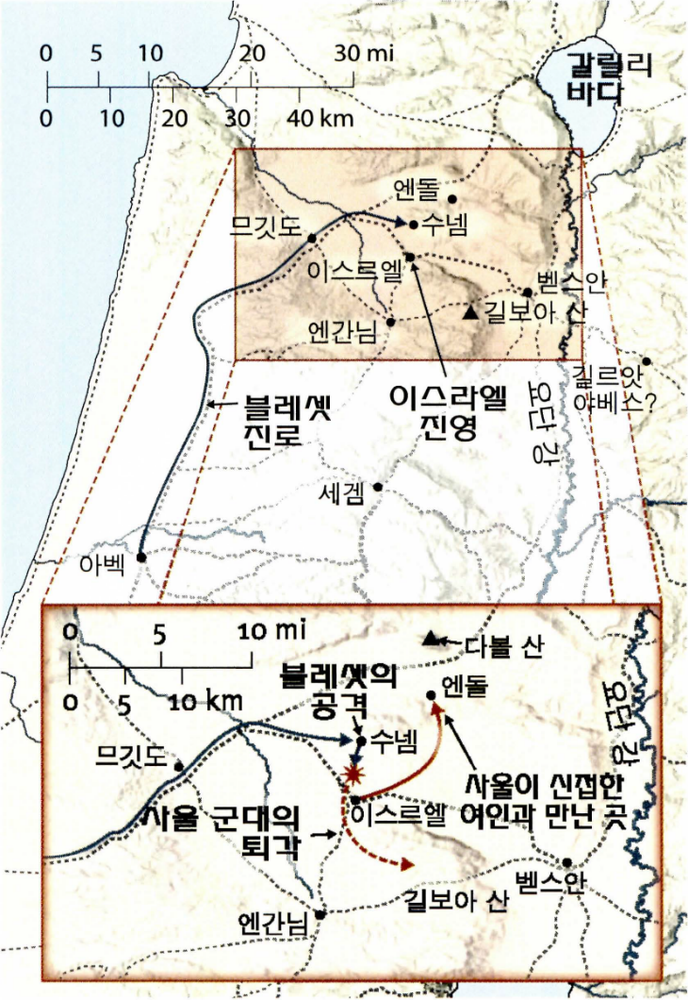 0 5 10 20 30 mi
0 10 20 30 40 km
갈릴리
바다
엔돌
수넴
므깃도
이스르엘
벧스안
길보아 산
엔간님
길르앗
야베스?
블레셋
진로
이스라엘
진영
요단 강
세겜
아벡
0 5 10 mi
0 5 10 km
다볼 산
블레셋의
공격
엔돌
요단 강
수넴
므깃도
사울이 신접한
여인과 만난 곳
이스르엘
사울 군대의
퇴각
벧스안
길보아 산
엔간님